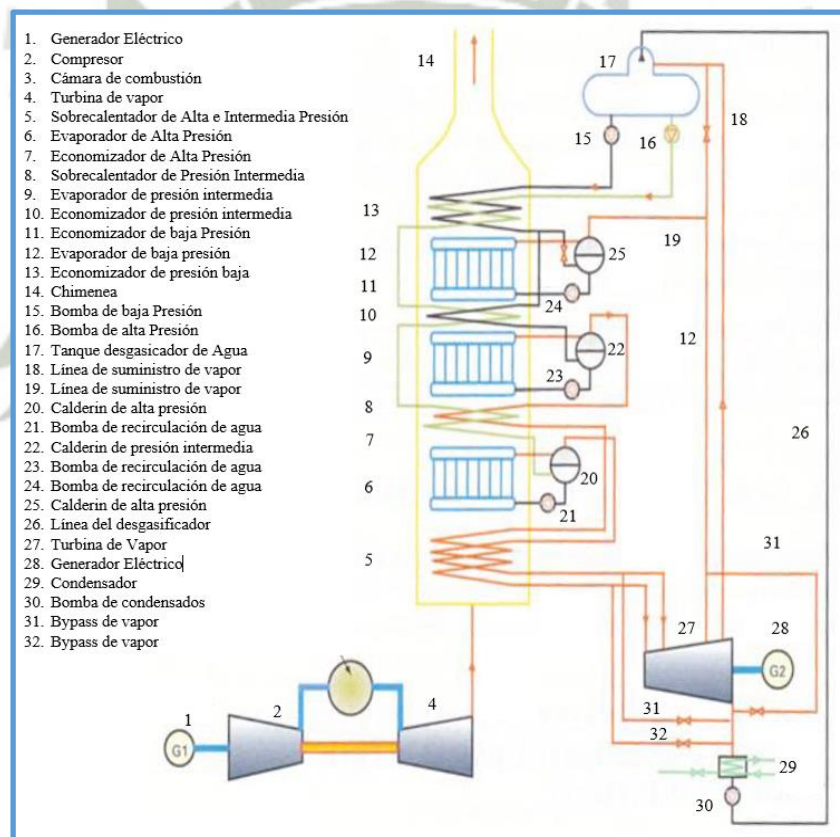 1. Generador Eléctrico
2. Compresor
3. Cámara de combustión
4. Turbina de vapor
5. Sobrecalentador de Alta e Intermedia Presión
6. Evaporador de Alta Presión
7. Economizador de Alta Presión
8. Sobrecalentador de Presión Intermedia
9. Evaporador de presión intermedia
10. Economizador de presión intermedia
11. Economizador de baja Presión
12. Evaporador de baja presión
13. Economizador de presión baja
14. Chimenea
15. Bomba de baja Presión
16. Bomba de alta Presión
17. Tanque desgasicador de Agua
18. Línea de suministro de vapor
19. Línea de suministro de vapor
20. Calderin de alta presión
21. Bomba de recirculación de agua
22. Calderin de presión intermedia
23. Bomba de recirculación de agua
24. Bomba de recirculación de agua
25. Calderin de alta presión
26. Línea del desgasificador
27. Turbina de Vapor
28. Generador Eléctrico
29. Condensador
30. Bomba de condensados
31. Bypass de vapor
32. Bypass de vapor
14
17
15
16
18
13
19
12
25
11
24
10
12
22
9
23
8
26
7
20
6
21
31
5
27
28
G2
1
2
4
31
32
G1
29
30